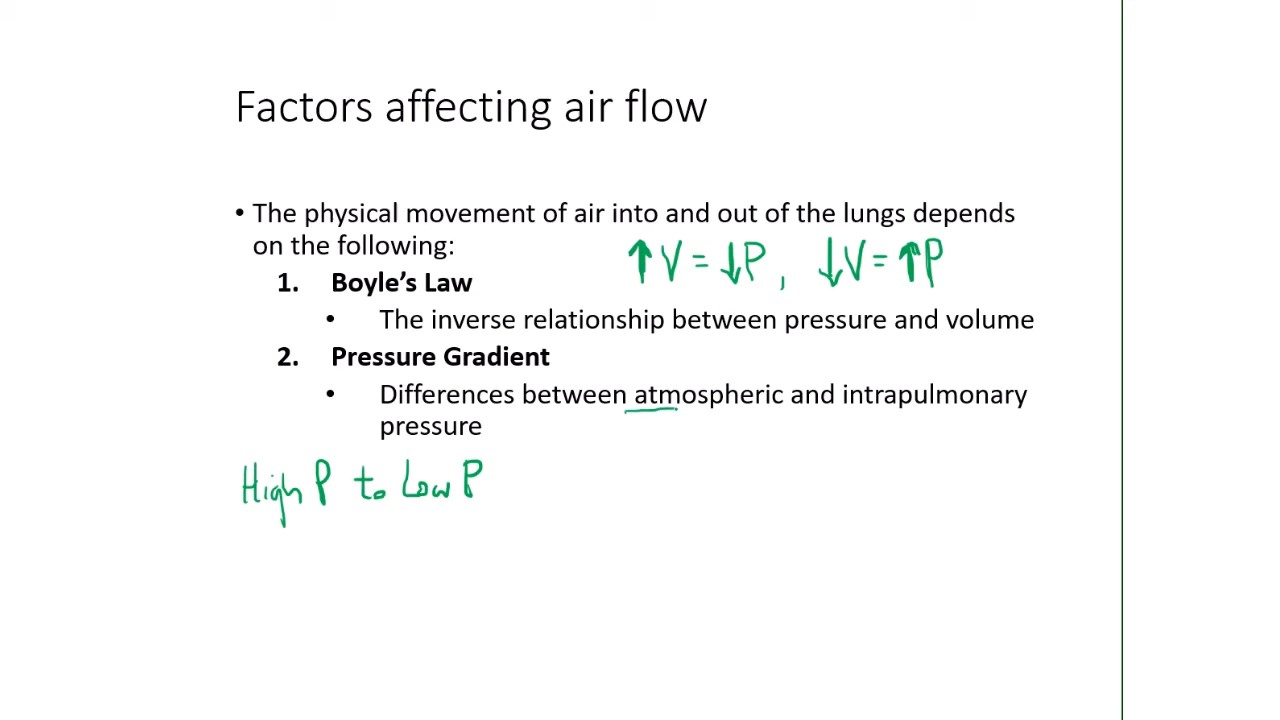 Factors affecting air flow
• The physical movement of air into and out of the lungs depends
on the following:
↑V = ↓P, ↓V = ↑P
1. Boyle's Law
• The inverse relationship between pressure and volume
2. Pressure Gradient
• Differences between atmospheric and intrapulmonary
pressure
High P to Low P